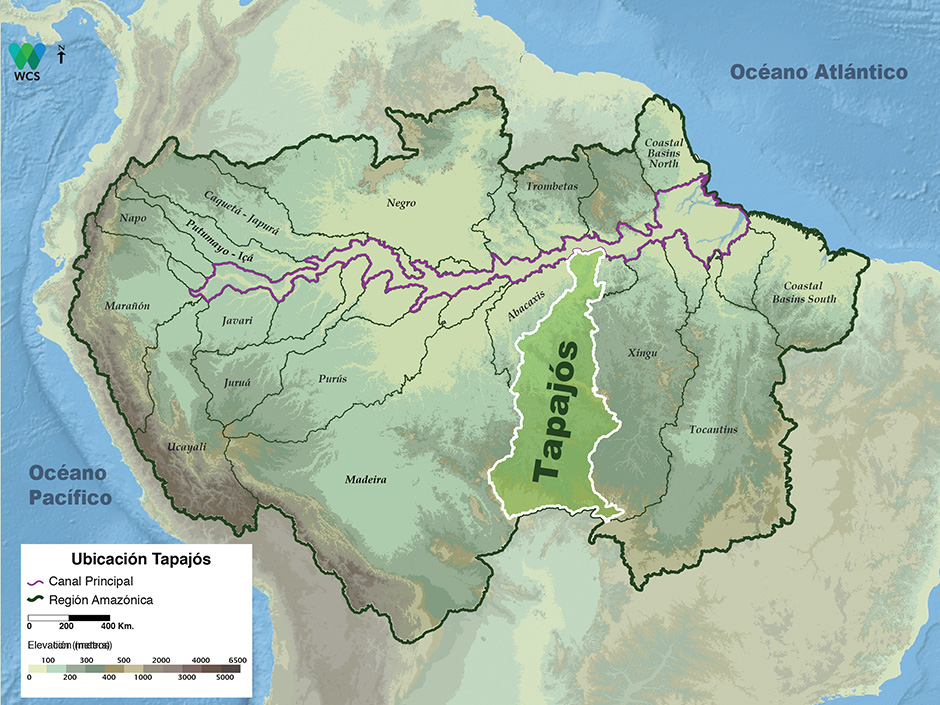 WCS
N
Océano Atlántico
Coastal
Basins
North
Trombetas
Negro
Caquetá - Japurá
Napo
Putumayo - Içá
Marañón
Coastal
Basins South
Abacaxis
Javari
Xingu
Tapajós
Juruá
Purús
Tocantins
Ucayali
Madeira
Océano
Pacífico
Ubicación Tapajós
Canal Principal
Región Amazónica
0 200 400 Km.
Elevación (metros)
100 300 500 2000 4000 6500
0 200 400 1000 3000 5000